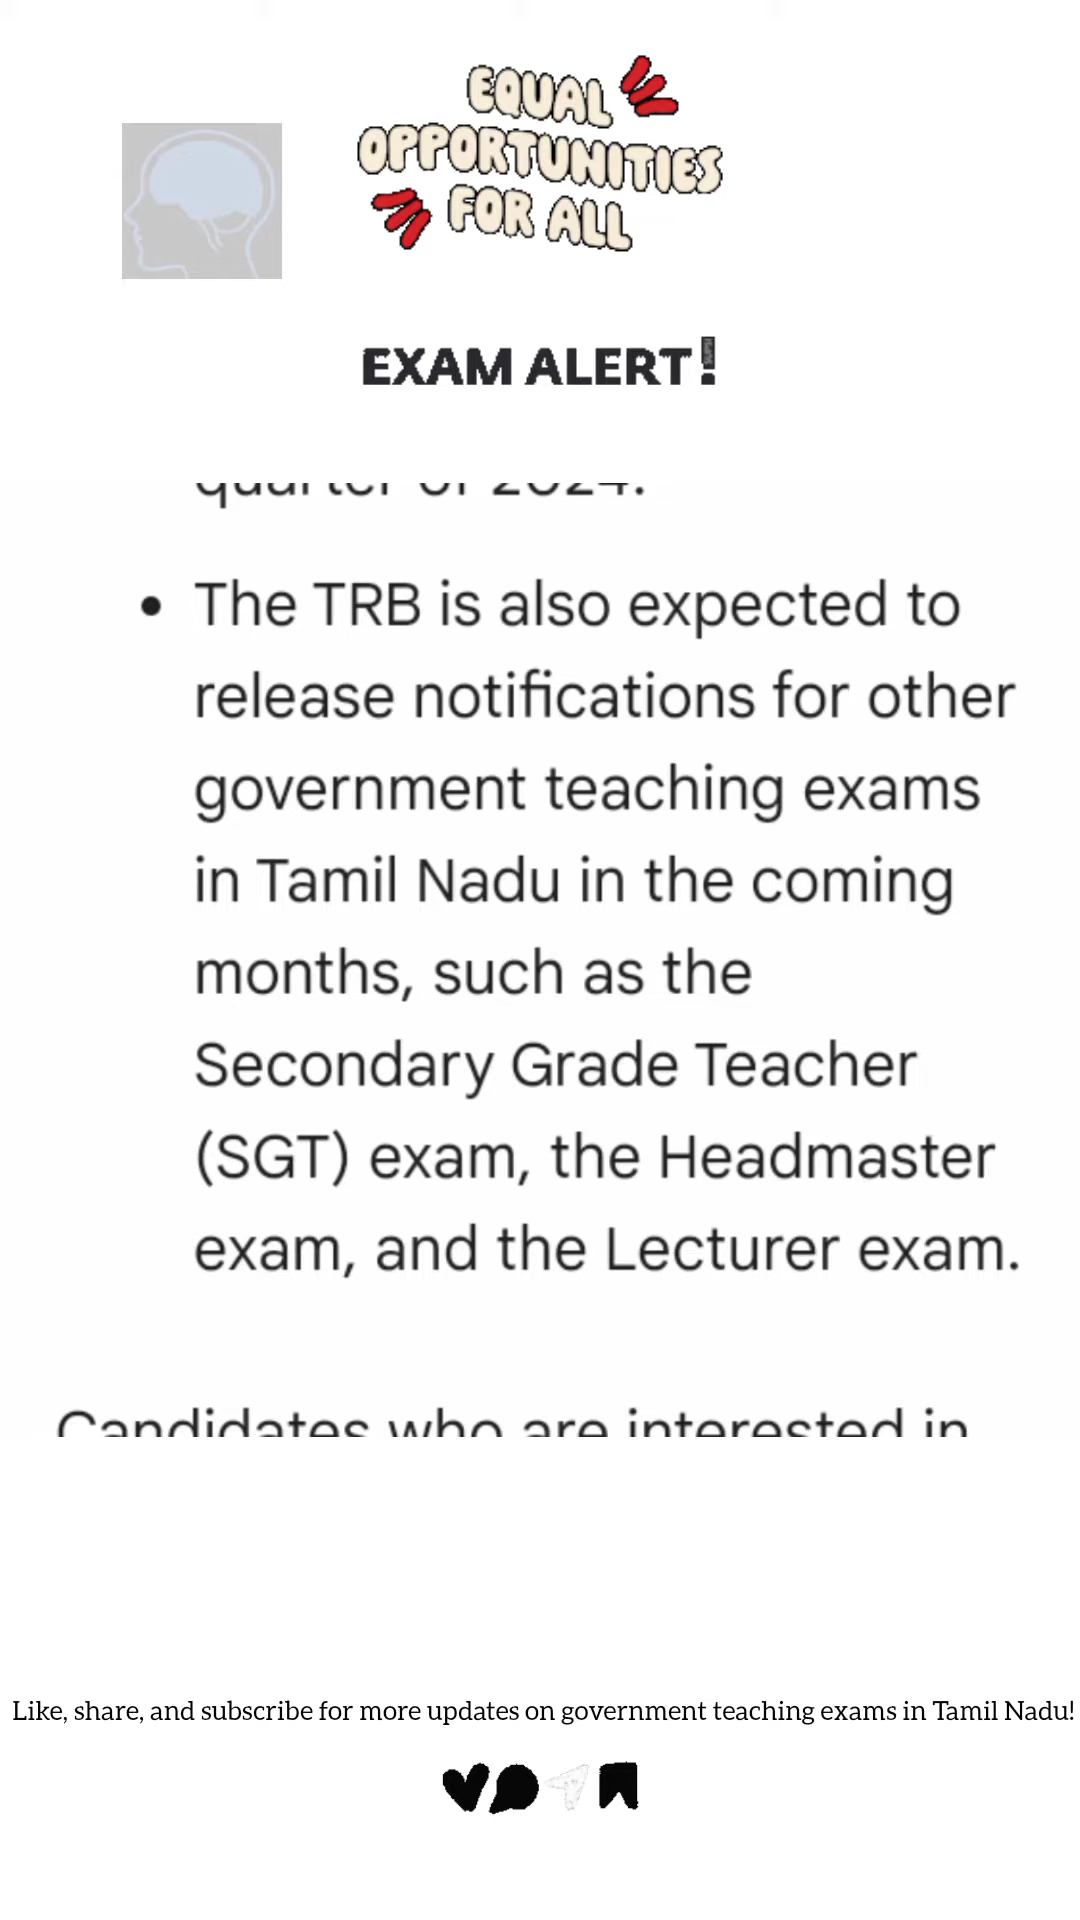 EQUAL
OPPORTUNITIES
FOR ALL
EXAM ALERT!
quarter of 2024.
• The TRB is also expected to
release notifications for other
government teaching exams
in Tamil Nadu in the coming
months, such as the
Secondary Grade Teacher
(SGT) exam, the Headmaster
exam, and the Lecturer exam.
Candidates who are interested in
Like, share, and subscribe for more updates on government teaching exams in Tamil Nadu!